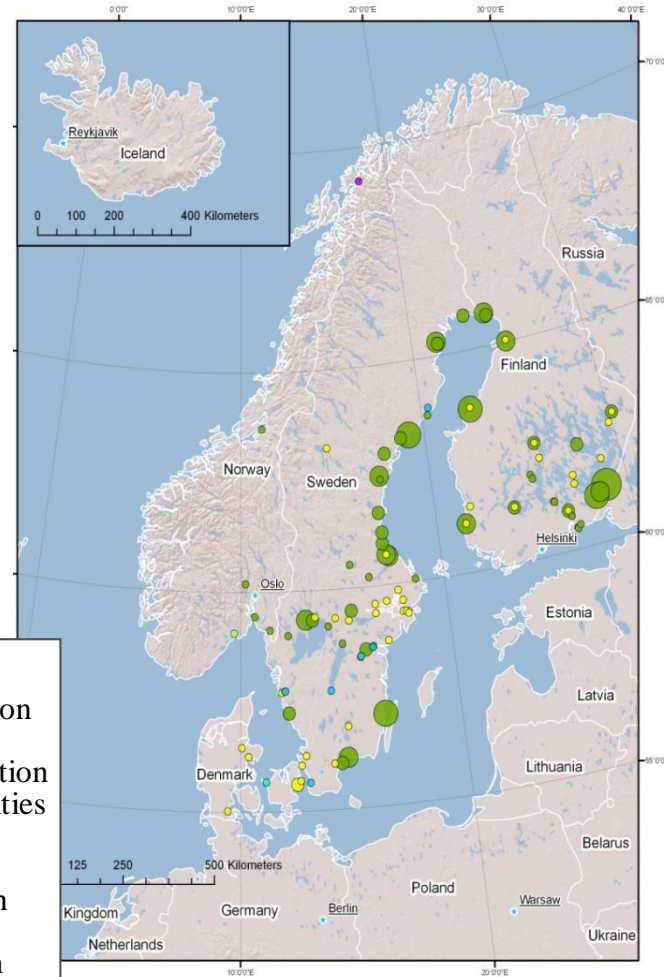 0°0'0"
10°0'0"
20°0'0"
30°0'0"
40°0'0"
70°0'0
Reykjavik
Iceland
0 100 200 400 Kilometers
Russia
65°0'0
Finland
Norway
Sweden
60°0'0
Helsinki
Oslo
Estonia
on
Latvia
tion
Denmark
Lithuania
55°0'0
ities
Belarus
125 250 500 Kilometers
n
Poland
Kingdom
Germany
Berlin
Warsaw
Netherlands
Ukraine
n
10°0'0"
20°0'0"